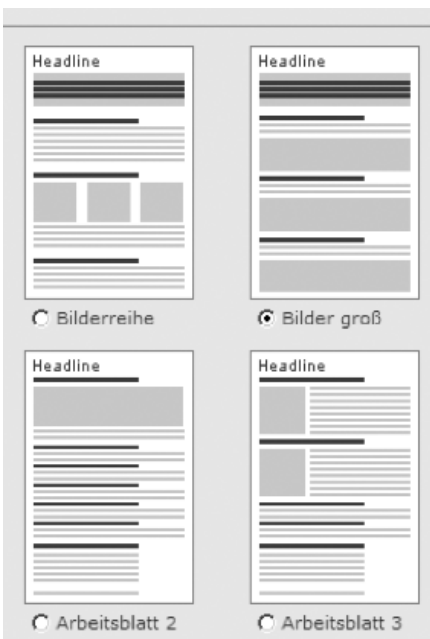 Headline
Headline
Bilderreihe
Bilder groß
Headline
Headline
Arbeitsblatt 2
Arbeitsblatt 3